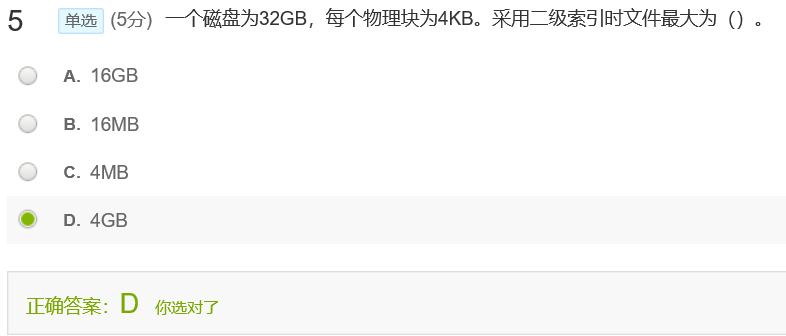 5 单选 (5分) 一个磁盘为32GB，每个物理块为4KB。采用二级索引时文件最大为（）。
A. 16GB
B. 16MB
C. 4MB
D. 4GB
正确答案：D 你选对了